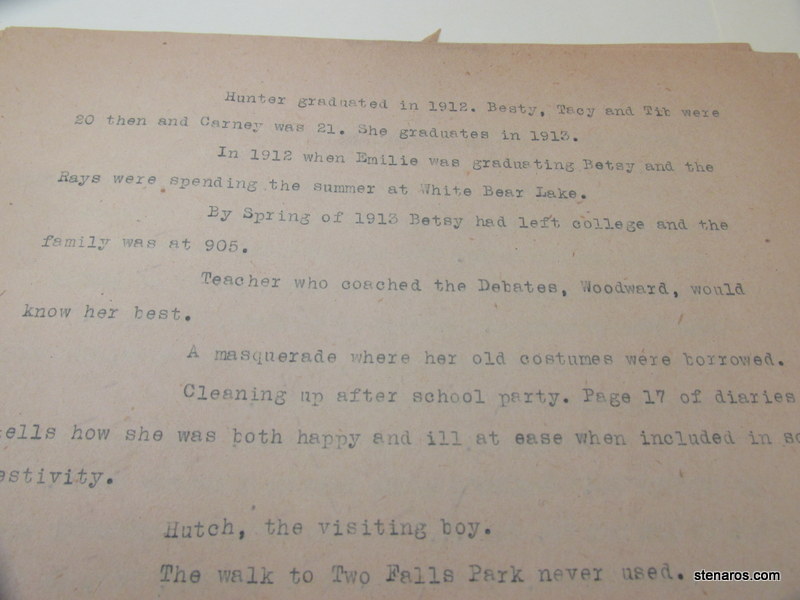 Hunter graduated in 1912. Besty, Tacy and Tib were
20 then and Carney was 21. She graduates in 1913.
In 1912 when Emilie was graduating Betsy and the
Rays were spending the summer at White Bear Lake.
By Spring of 1913 Betsy had left college and the
family was at 905.
Teacher who coached the Debates, Woodward, would
know her best.
A masquerade where her old costumes were borrowed.
Cleaning up after school party. Page 17 of diaries
ells how she was both happy and ill at ease when included in so
estivity.
Hutch, the visiting boy.
The walk to Two Falls Park never used.
stenaros.com